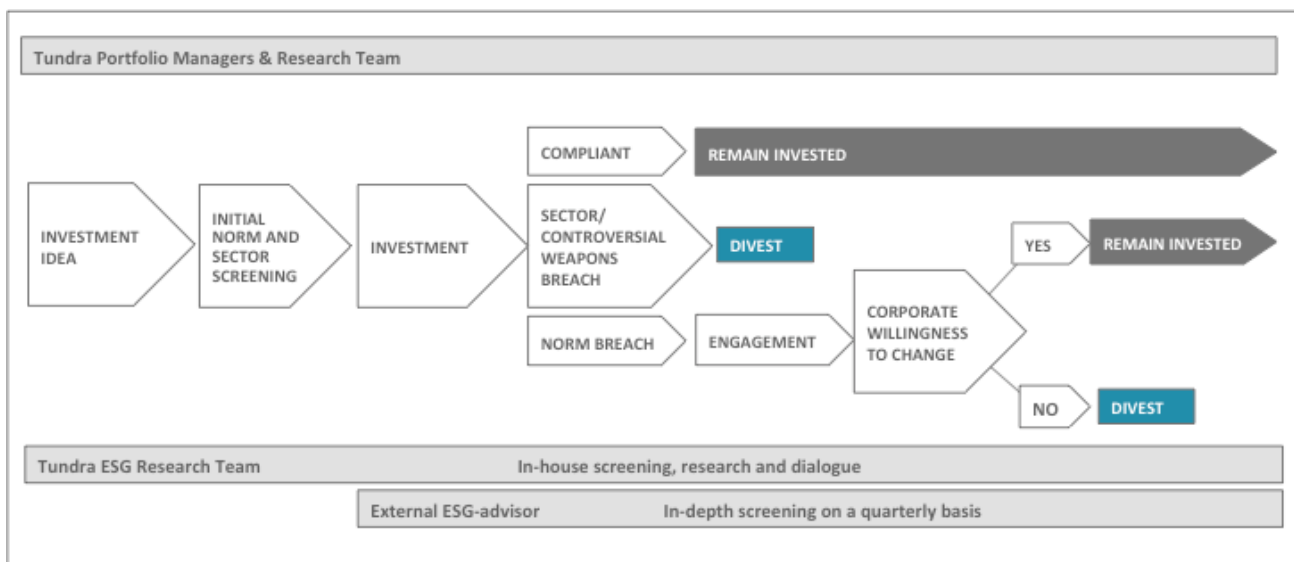 Tundra Portfolio Managers & Research Team
COMPLIANT
REMAIN INVESTED
INVESTMENT
IDEA
INITIAL
NORM AND
SECTOR
SCREENING
INVESTMENT
SECTOR/
CONTROVERSIAL
WEAPONS
BREACH
DIVEST
YES
REMAIN INVESTED
NORM BREACH
ENGAGEMENT
CORPORATE
WILLINGNESS
TO CHANGE
NO
DIVEST
Tundra ESG Research Team In-house screening, research and dialogue
External ESG-advisor In-depth screening on a quarterly basis